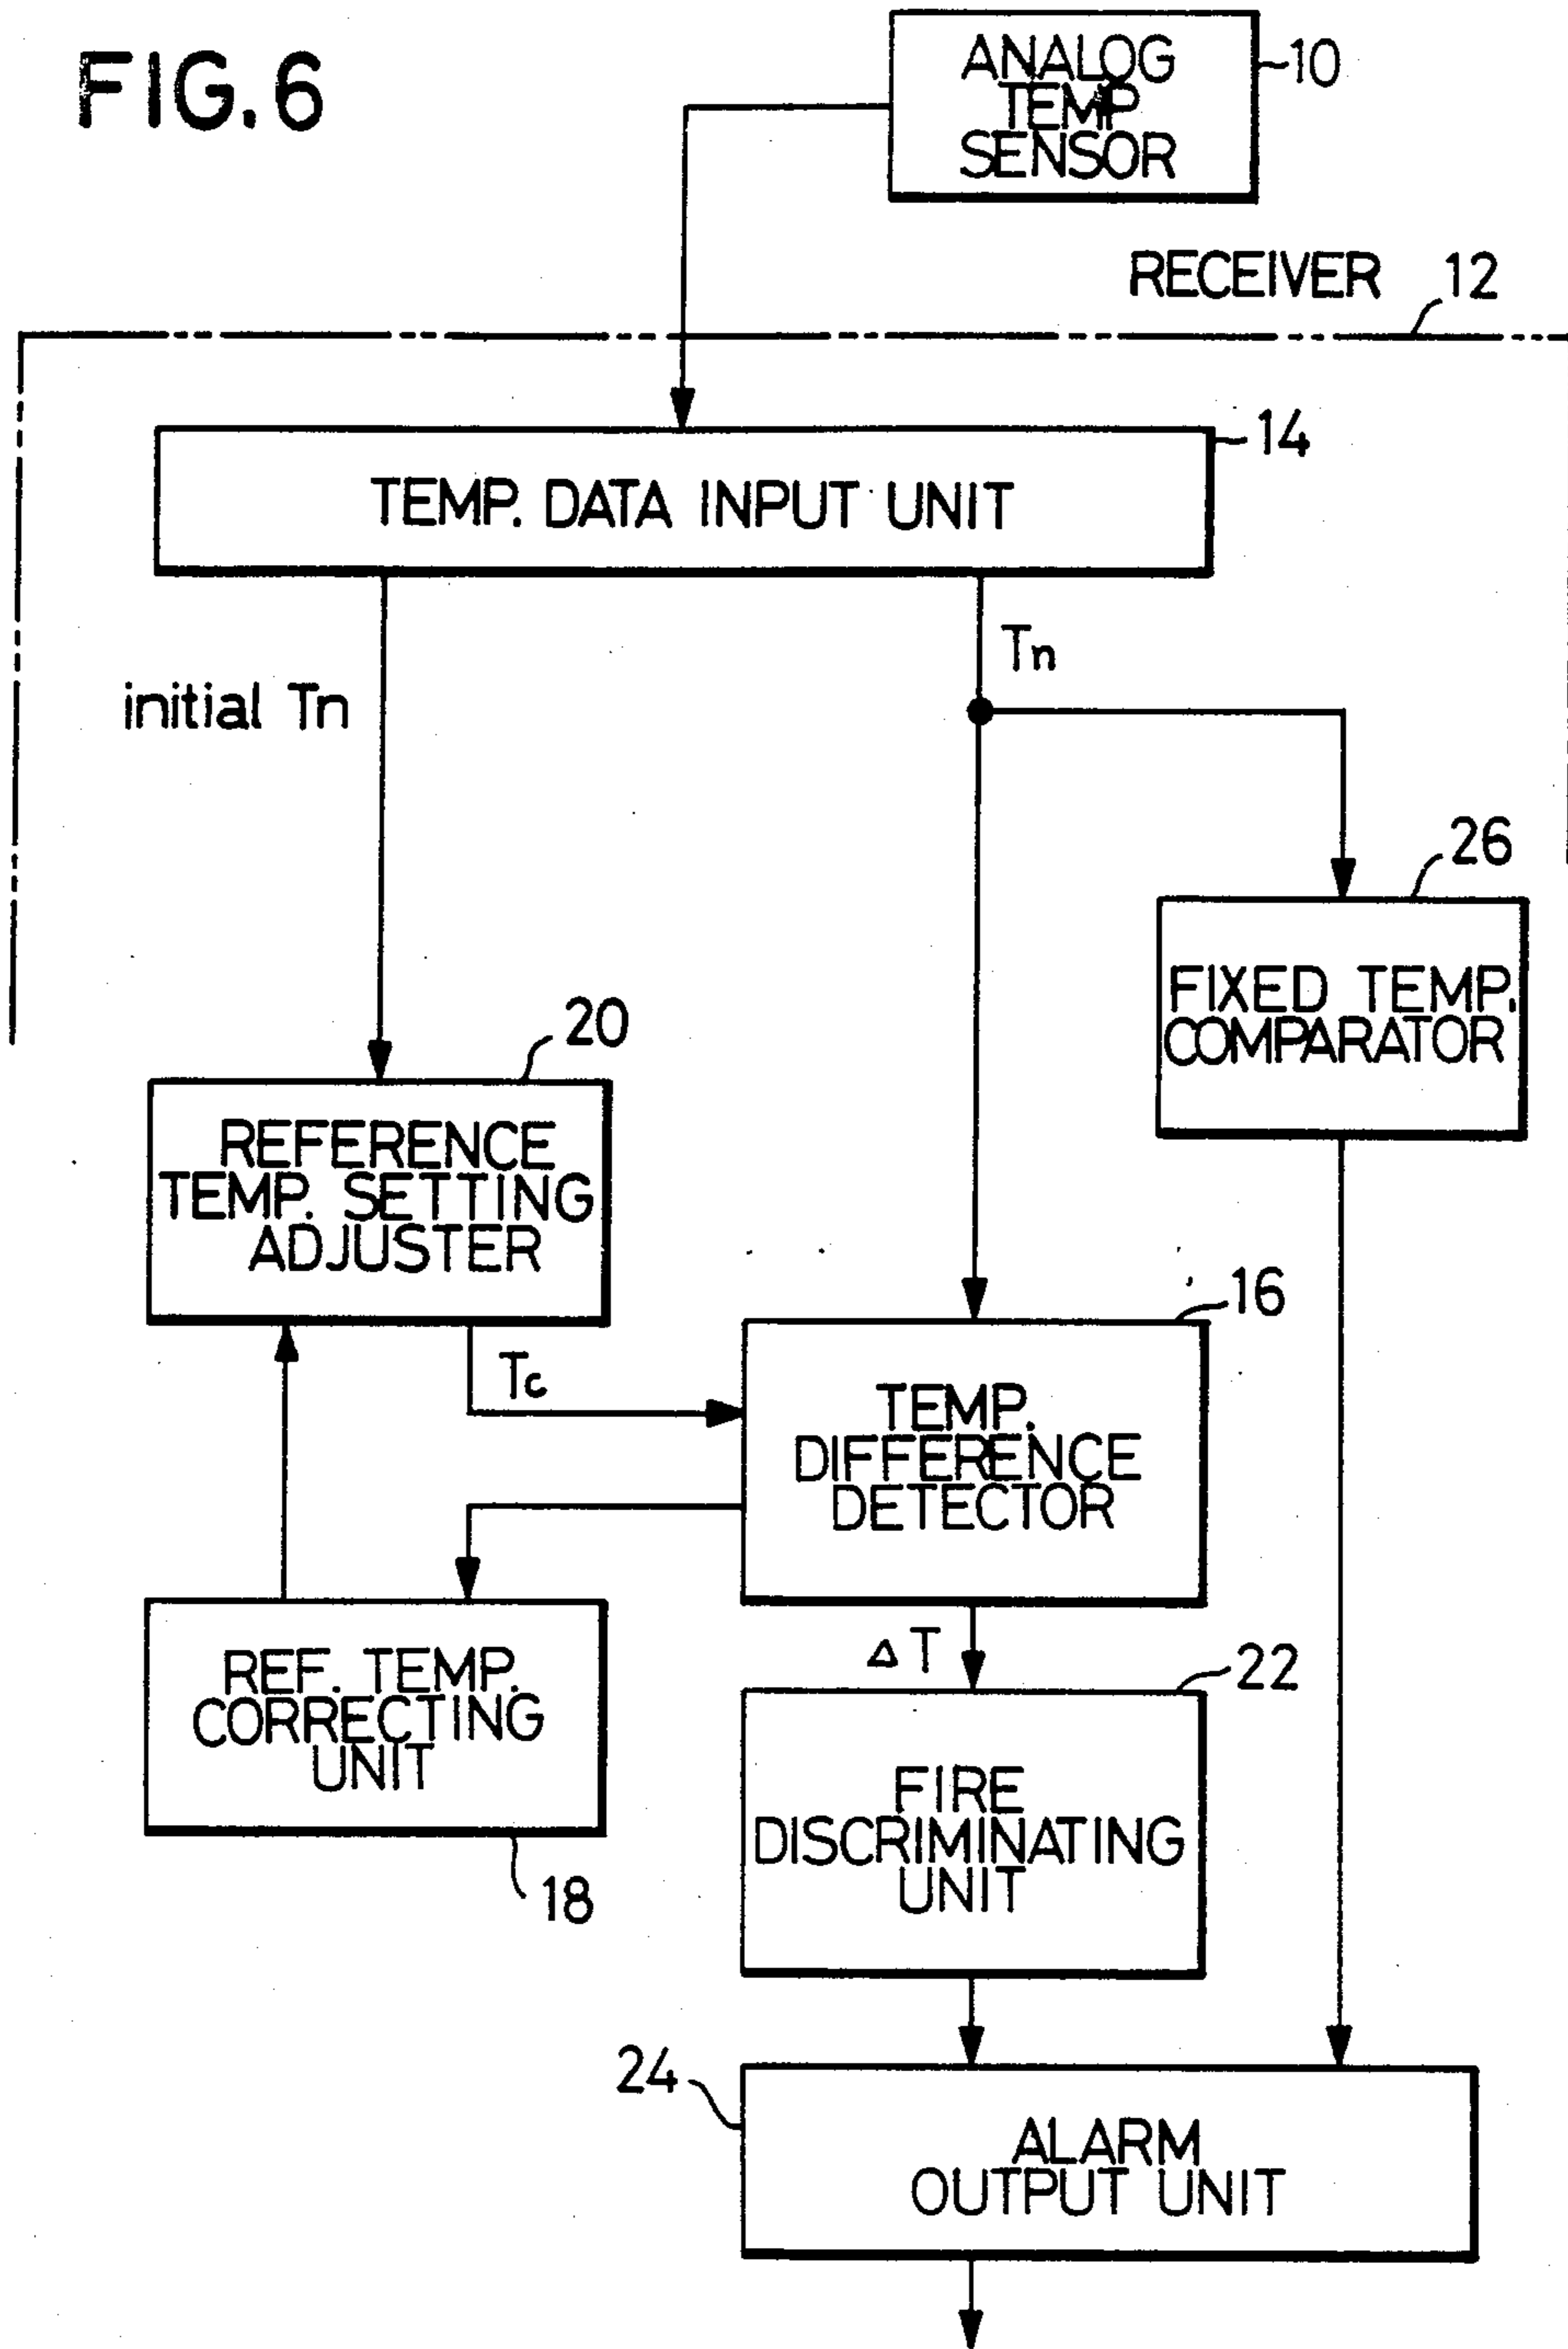 FIG. 6
ANALOG
TEMP
SENSOR
10
RECEIVER
12
14
TEMP. DATA INPUT UNIT
Tn
initial Tn
26
FIXED TEMP.
COMPARATOR
20
REFERENCE
TEMP. SETTING
ADJUSTER
16
Tc
TEMP.
DIFFERENCE
DETECTOR
REF. TEMP.
CORRECTING
UNIT
18
Δ T
22
FIRE
DISCRIMINATING
UNIT
24
ALARM
OUTPUT UNIT